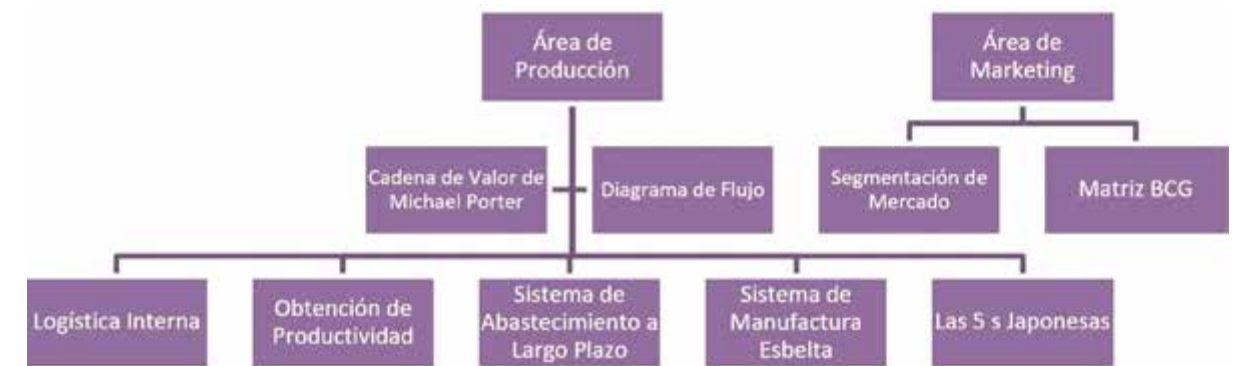 Área de
Producción
Área de
Marketing
Cadena de Valor de
Michael Porter
Diagrama de Flujo
Segmentación de
Mercado
Matriz BCG
Logística Interna
Obtención de
Productividad
Sistema de
Abastecimiento a
Largo Plazo
Sistema de
Manufactura
Esbelta
Las 5 s Japonesas